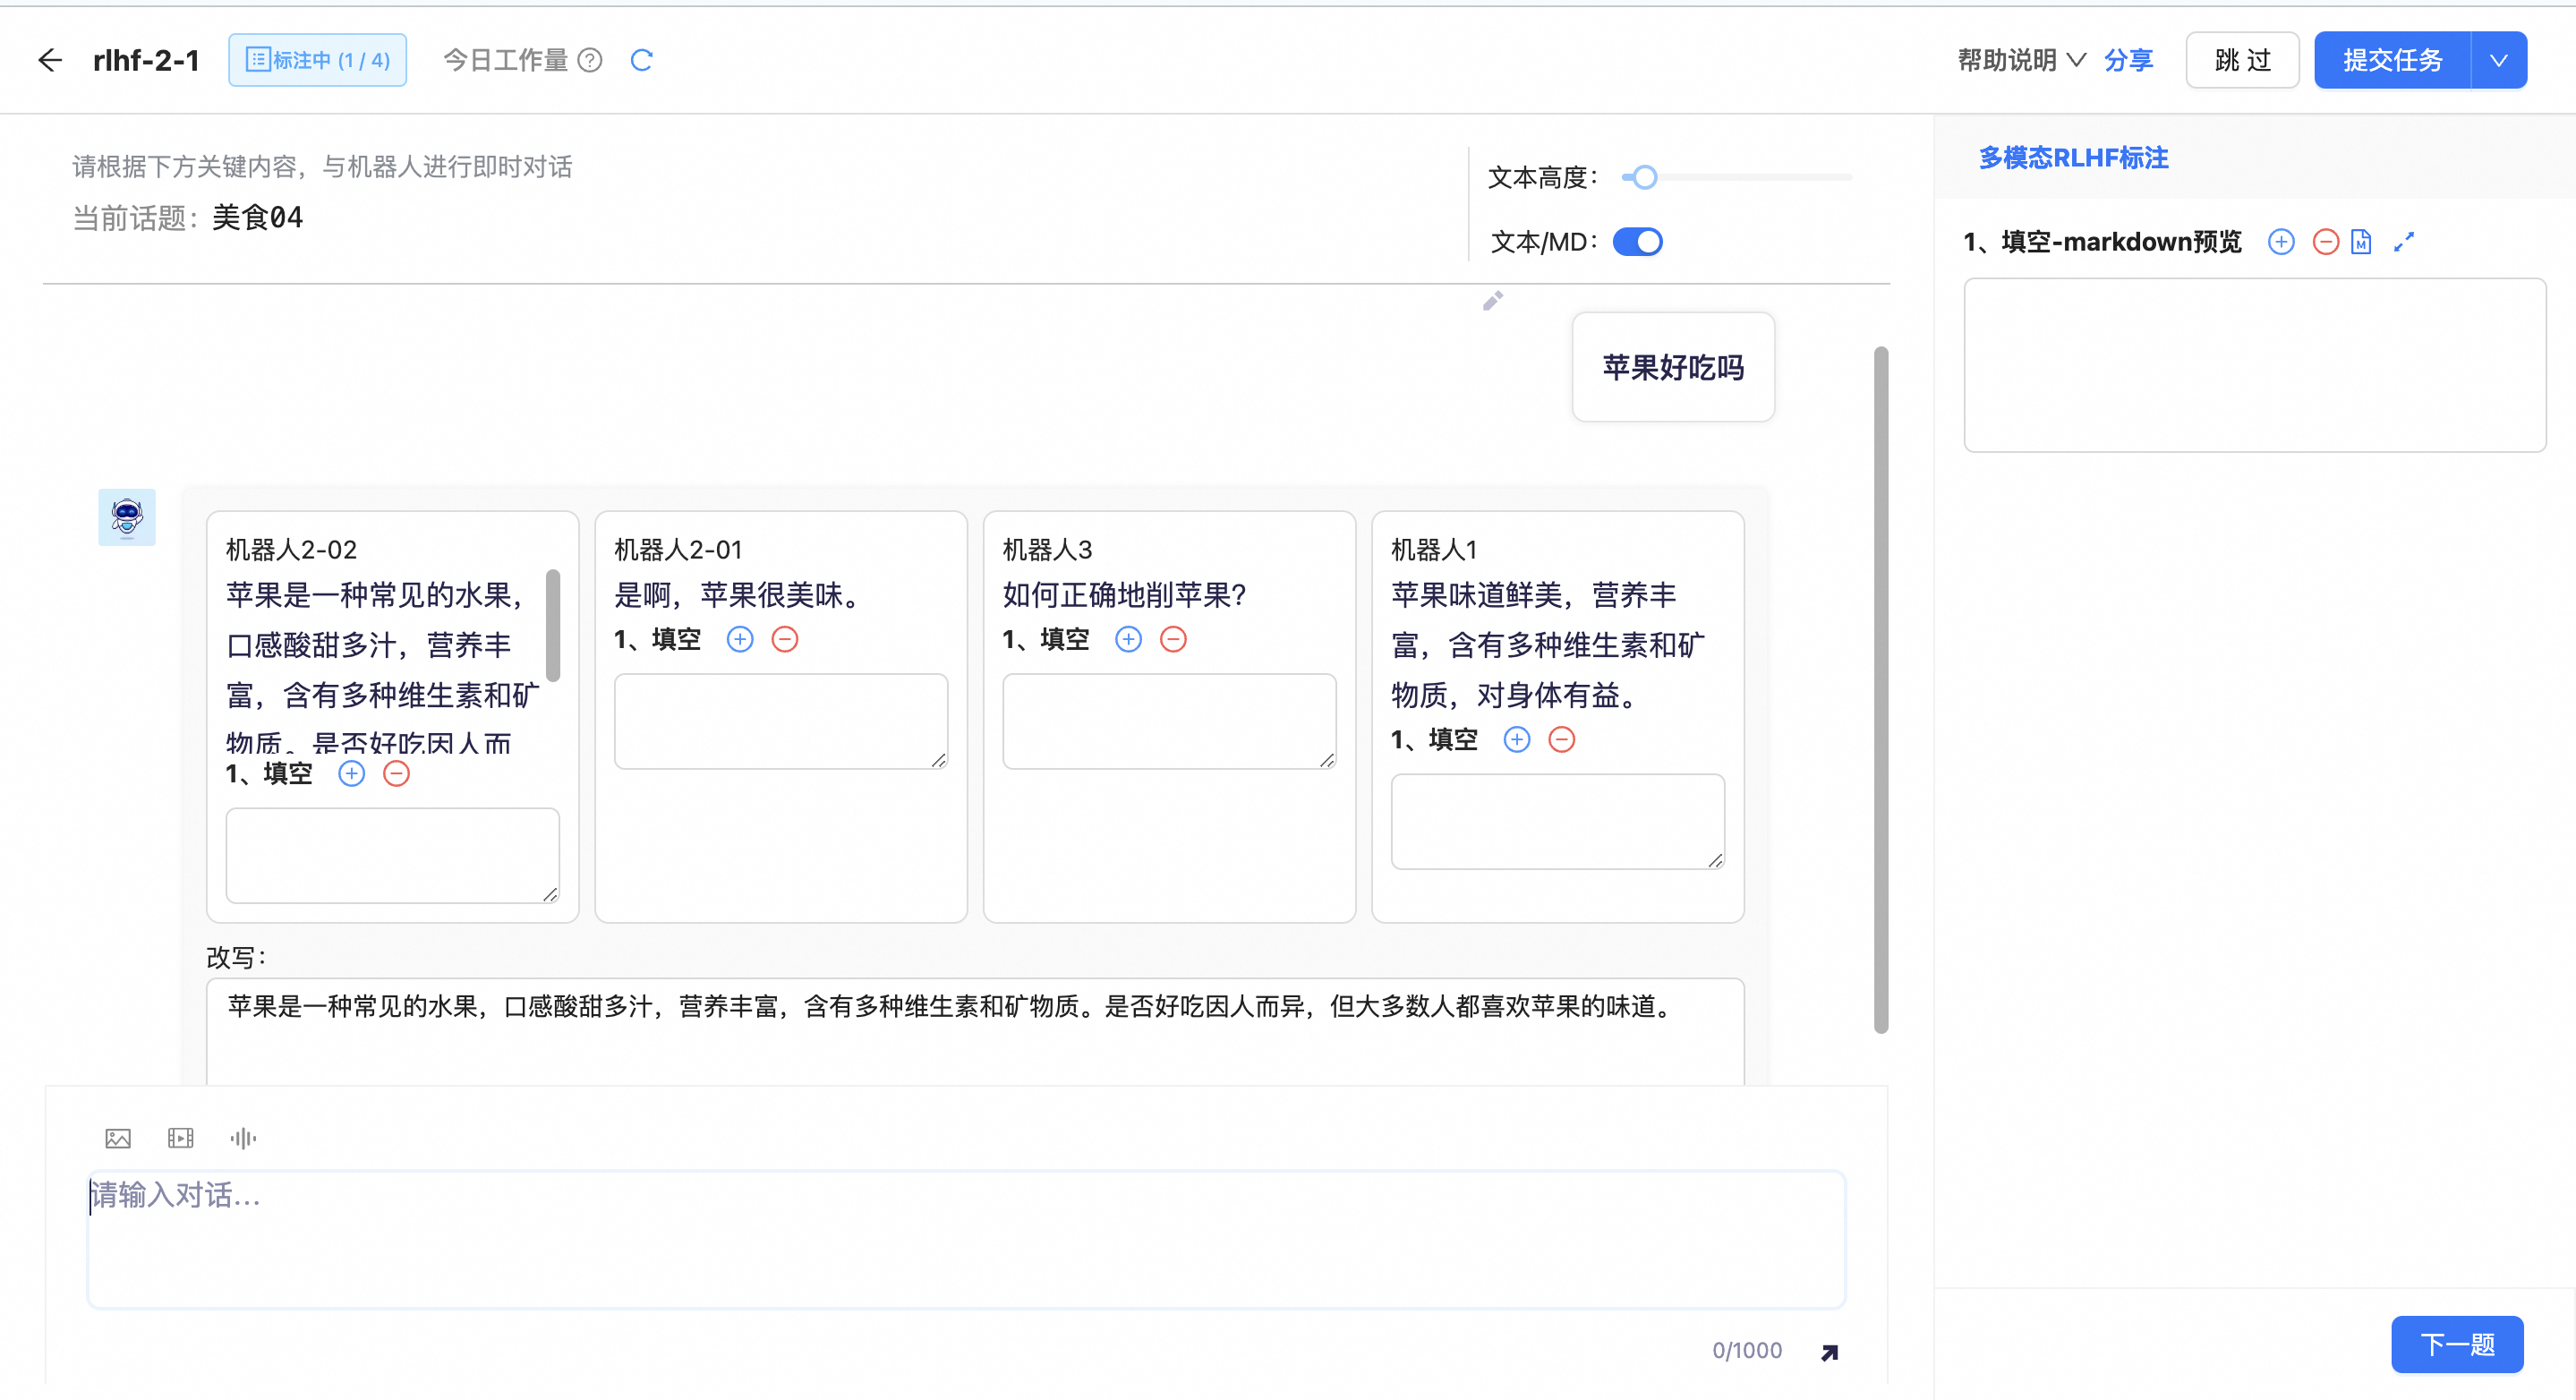 rlhf-2-1
标注中 (1 / 4)
今日工作量
帮助说明
分享
跳 过
提交任务
请根据下方关键内容，与机器人进行即时对话
当前话题：美食04
文本高度：
文本/MD：
苹果好吃吗
机器人2-02
苹果是一种常见的水果，
口感酸甜多汁，营养丰
富，含有多种维生素和矿
物质。是否好吃因人而
1、填空
机器人2-01
是啊，苹果很美味。
1、填空
机器人3
如何正确地削苹果？
1、填空
机器人1
苹果味道鲜美，营养丰
富，含有多种维生素和矿
物质，对身体有益。
1、填空
改写：
苹果是一种常见的水果，口感酸甜多汁，营养丰富，含有多种维生素和矿物质。是否好吃因人而异，但大多数人都喜欢苹果的味道。
请输入对话...
0/1000
多模态RLHF标注
1、填空-markdown预览
下一题